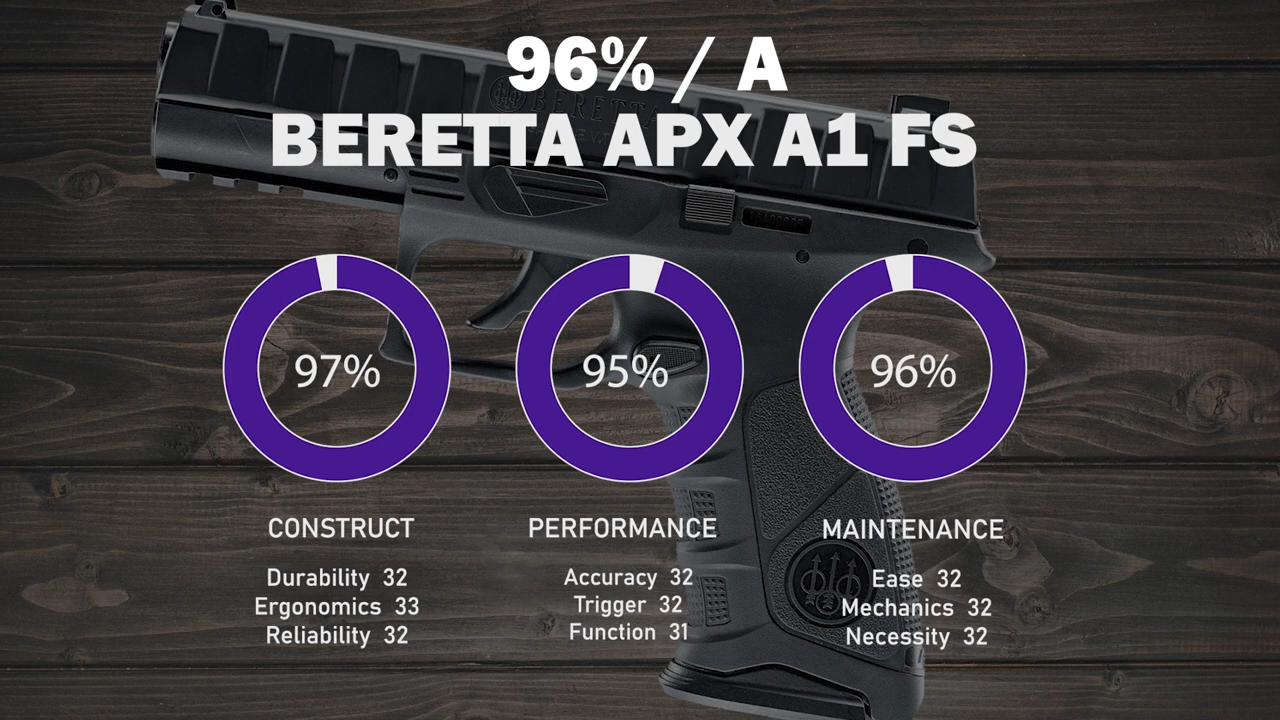 96% / A
BERETTA
BERETTA APX A1 FS
97%
95%
96%
CONSTRUCT
Durability 32
Ergonomics 33
Reliability 32
PERFORMANCE
Accuracy 32
Trigger 32
Function 31
MAINTENANCE
Ease 32
Mechanics 32
Necessity 32